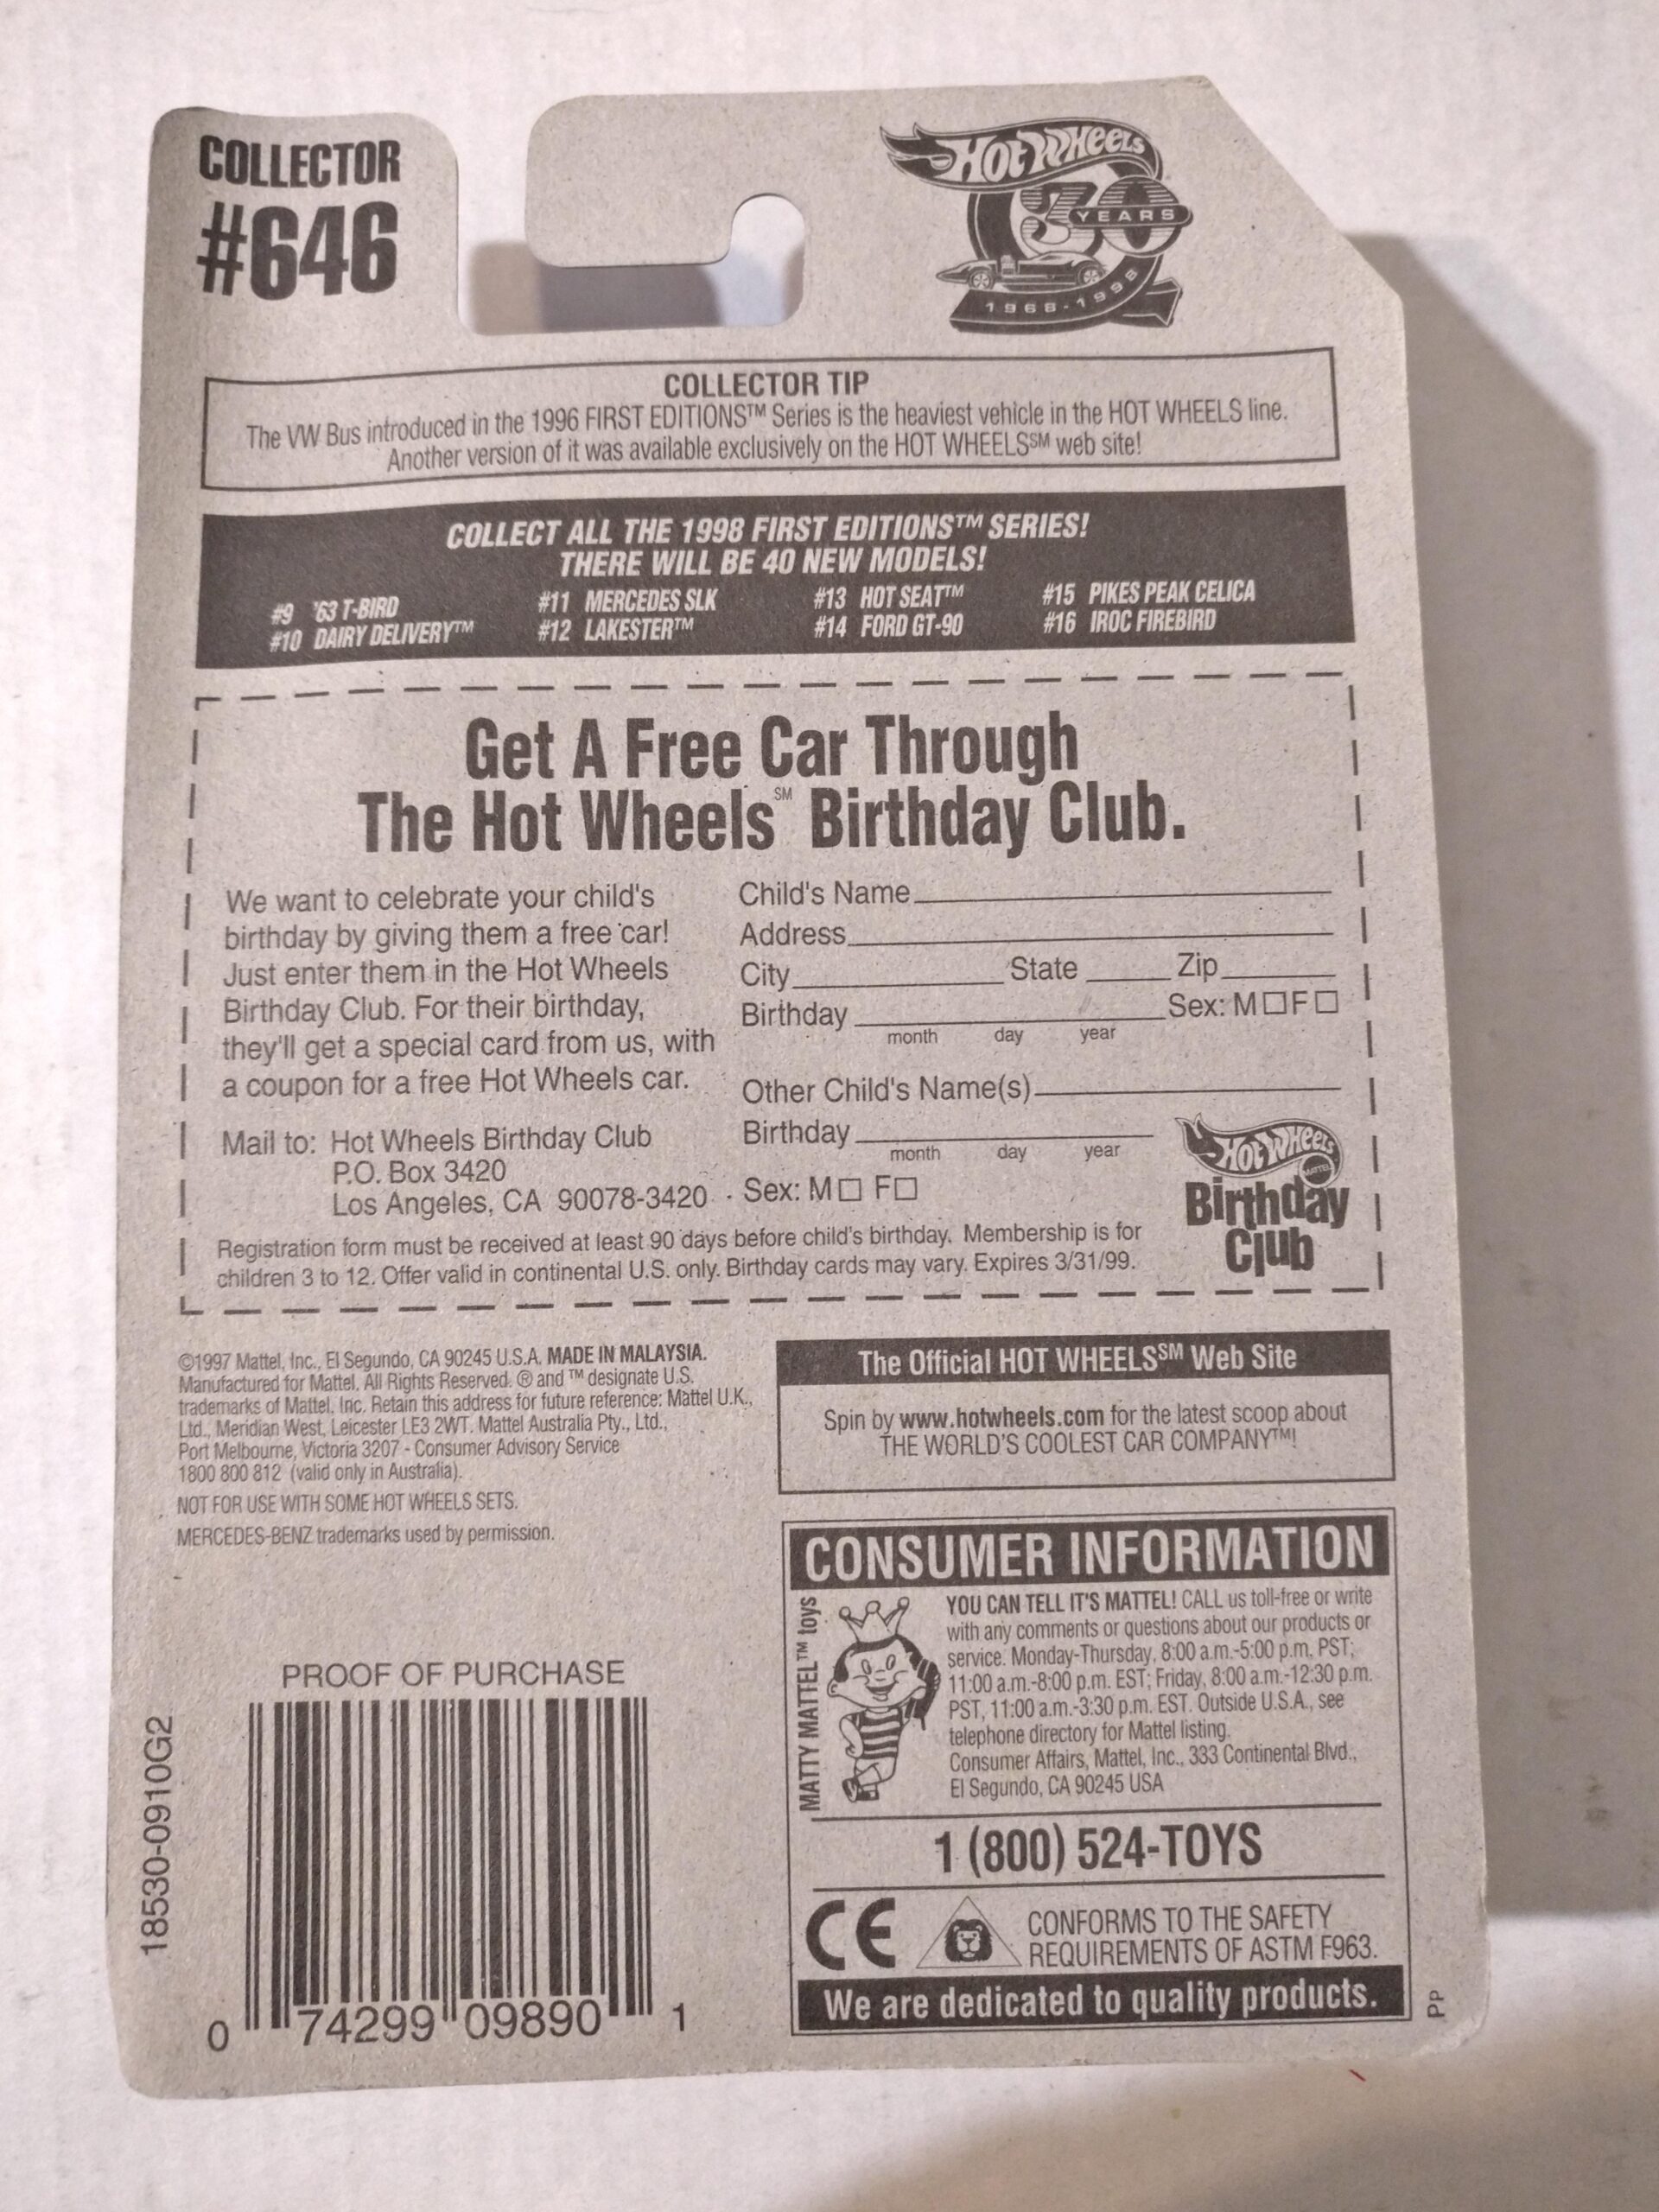 COLLECTOR
#646
HOT WHEELS
30
YEARS
1968-1998
COLLECTOR TIP
The VW Bus introduced in the 1996 FIRST EDITIONS™ Series is the heaviest vehicle in the HOT WHEELS line.
Another version of it was available exclusively on the HOT WHEELS℠ web site!
COLLECT ALL THE 1998 FIRST EDITIONS™ SERIES!
THERE WILL BE 40 NEW MODELS!
#9 '63 T-BIRD
#10 DAIRY DELIVERY™
#11 MERCEDES SLK
#12 LAKESTER™
#13 HOT SEAT™
#14 FORD GT-90
#15 PIKES PEAK CELICA
#16 IROC FIREBIRD
Get A Free Car Through
The Hot Wheels℠ Birthday Club.
We want to celebrate your child's
birthday by giving them a free car!
Just enter them in the Hot Wheels
Birthday Club. For their birthday,
they'll get a special card from us, with
a coupon for a free Hot Wheels car.
Mail to: Hot Wheels Birthday Club
P.O. Box 3420
Los Angeles, CA 90078-3420
Child's Name
Address
City State Zip
Birthday Sex: M□ F□
month day year
Other Child's Name(s)
Birthday
month day year
Sex: M□ F□
HOT WHEELS
MATTEL
Birthday
Club
Registration form must be received at least 90 days before child's birthday. Membership is for
children 3 to 12. Offer valid in continental U.S. only. Birthday cards may vary. Expires 3/31/99.
©1997 Mattel, Inc., El Segundo, CA 90245 U.S.A. MADE IN MALAYSIA.
Manufactured for Mattel. All Rights Reserved. ® and ™ designate U.S.
trademarks of Mattel, Inc. Retain this address for future reference: Mattel U.K.,
Ltd., Meridian West, Leicester LE3 2WT. Mattel Australia Pty., Ltd.,
Port Melbourne, Victoria 3207 - Consumer Advisory Service
1800 800 812 (valid only in Australia).
NOT FOR USE WITH SOME HOT WHEELS SETS.
MERCEDES-BENZ trademarks used by permission.
PROOF OF PURCHASE
0 74299 09890 1
18530-0910G2
The Official HOT WHEELS℠ Web Site
Spin by www.hotwheels.com for the latest scoop about
THE WORLD'S COOLEST CAR COMPANY™!
CONSUMER INFORMATION
MATTY MATTEL™ toys
YOU CAN TELL IT'S MATTEL! CALL us toll-free or write
with any comments or questions about our products or
service. Monday-Thursday, 8:00 a.m.-5:00 p.m. PST;
11:00 a.m.-8:00 p.m. EST; Friday, 8:00 a.m.-12:30 p.m.
PST, 11:00 a.m.-3:30 p.m. EST. Outside U.S.A., see
telephone directory for Mattel listing.
Consumer Affairs, Mattel, Inc., 333 Continental Blvd.,
El Segundo, CA 90245 USA
1 (800) 524-TOYS
CE
CONFORMS TO THE SAFETY
REQUIREMENTS OF ASTM F963.
We are dedicated to quality products.
PP